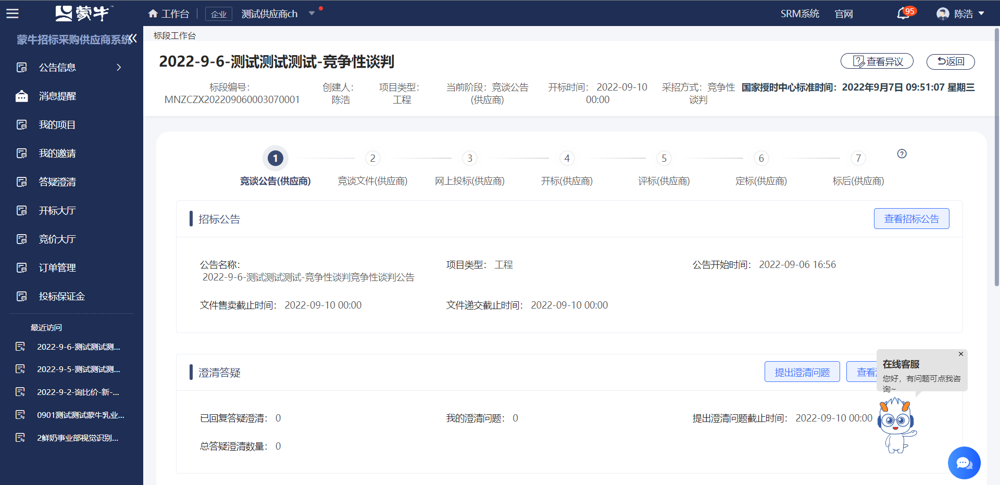 蒙牛™
工作台
企业
测试供应商ch
SRM系统
官网
95
陈浩
蒙牛招标采购供应商系统
公告信息
消息提醒
我的项目
我的邀请
答疑澄清
开标大厅
竞价大厅
订单管理
投标保证金
最近访问
2022-9-6-测试测试测...
2022-9-5-测试测试测...
2022-9-2-询比价-新-...
0901测试测试蒙牛乳业...
2鲜奶事业部视觉识别...
标段工作台
2022-9-6-测试测试测试-竞争性谈判
查看异议
返回
标段编号：
MNZCZX202209060003070001
创建人：
陈浩
项目类型：
工程
当前阶段：竞谈公告
(供应商)
开标时间： 2022-09-10
00:00
采招方式：竞争性
谈判
国家授时中心标准时间：2022年9月7日 09:51:07 星期三
1
2
3
4
5
6
7
竞谈公告(供应商)
竞谈文件(供应商)
网上投标(供应商)
开标(供应商)
评标(供应商)
定标(供应商)
标后(供应商)
招标公告
查看招标公告
公告名称：
2022-9-6-测试测试测试-竞争性谈判竞争性谈判公告
项目类型： 工程
公告开始时间： 2022-09-06 16:56
文件售卖截止时间： 2022-09-10 00:00
文件递交截止时间： 2022-09-10 00:00
澄清答疑
提出澄清问题
查看
已回复答疑澄清： 0
我的澄清问题： 0
提出澄清问题截止时间： 2022-09-10 00:00
总答疑澄清数量： 0
在线客服
您好，有问题可点我咨
询~